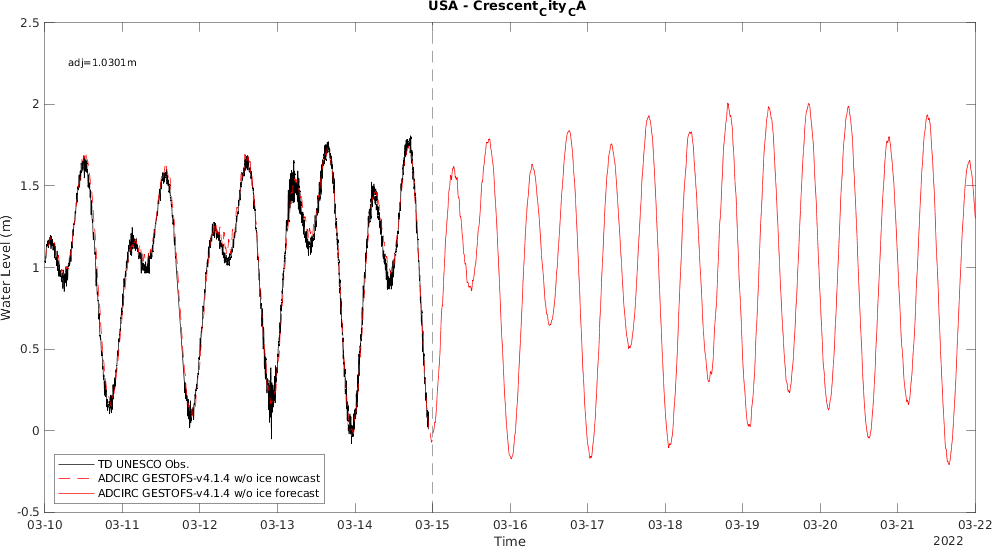 USA - Crescent_City_CA
adj=1.0301m
2.5
2
1.5
1
0.5
0
-0.5
Water Level (m)
TD UNESCO Obs.
ADCIRC GESTOFS-v4.1.4 w/o ice nowcast
ADCIRC GESTOFS-v4.1.4 w/o ice forecast
03-10 03-11 03-12 03-13 03-14 03-15 03-16 03-17 03-18 03-19 03-20 03-21 03-22
Time
2022